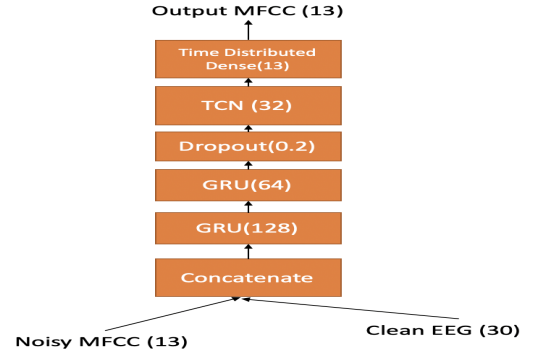 Output MFCC (13)
Time Distributed
Dense(13)
TCN (32)
Dropout(0.2)
GRU(64)
GRU(128)
Concatenate
Noisy MFCC (13)
Clean EEG (30)